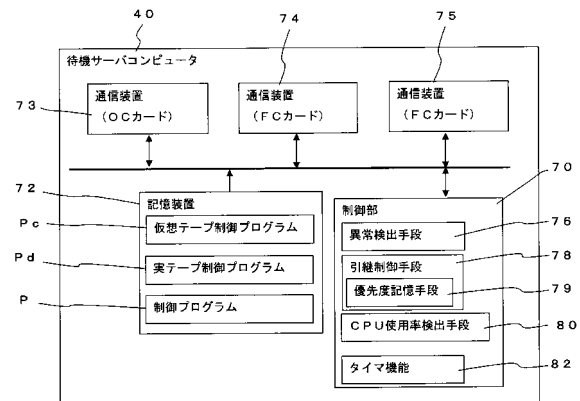 40
74
75
待機サーバコンピュータ
73
通信装置
(OCカード)
通信装置
(FCカード)
通信装置
(FCカード)
72
70
記憶装置
制御部
Pc
仮想テープ制御プログラム
異常検出手段
76
Pd
実テープ制御プログラム
引継制御手段
78
優先度記憶手段
79
P
制御プログラム
CPU使用率検出手段
80
タイマ機能
82